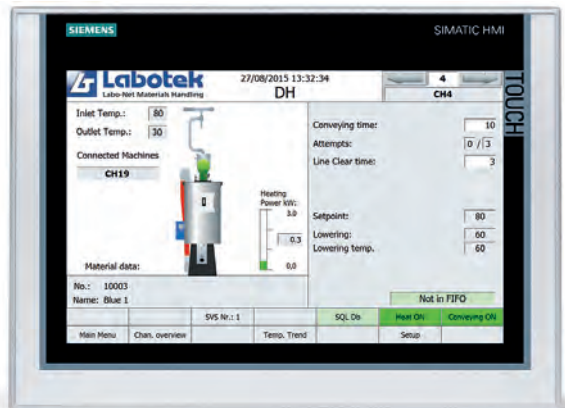 SIEMENS
SIMATIC HMI
TOUCH
Labotek
Labo-Net Materials Handling
27/08/2015 13:32:34
DH
4
CH4
Inlet Temp.: 80
Outlet Temp.: 30
Connected Machines
CH19
Heating
Power kW:
3.0
0.3
0.0
Material data:
No.: 10003
Name: Blue 1
Conveying time: 10
Attempts: 0 / 3
Line Clear time: 3
Setpoint: 80
Lowering: 60
Lowering temp. 60
Not in FIFO
SVS Nr.: 1
SQL Db
Heat ON
Conveying ON
Main Menu
Chan. overview
Temp. Trend
Setup